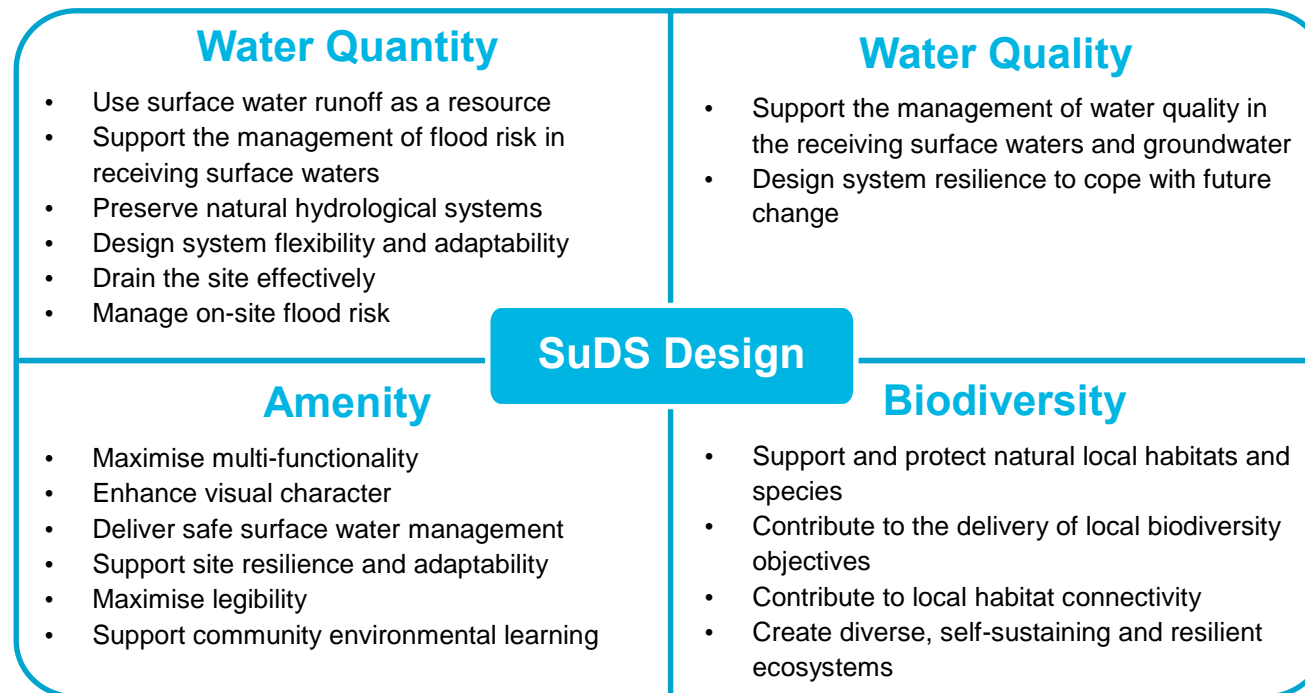 Water Quantity
• Use surface water runoff as a resource
• Support the management of flood risk in
receiving surface waters
• Preserve natural hydrological systems
• Design system flexibility and adaptability
• Drain the site effectively
• Manage on-site flood risk
Water Quality
• Support the management of water quality in
the receiving surface waters and groundwater
• Design system resilience to cope with future
change
SuDS Design
Amenity
• Maximise multi-functionality
• Enhance visual character
• Deliver safe surface water management
• Support site resilience and adaptability
• Maximise legibility
• Support community environmental learning
Biodiversity
• Support and protect natural local habitats and
species
• Contribute to the delivery of local biodiversity
objectives
• Contribute to local habitat connectivity
• Create diverse, self-sustaining and resilient
ecosystems